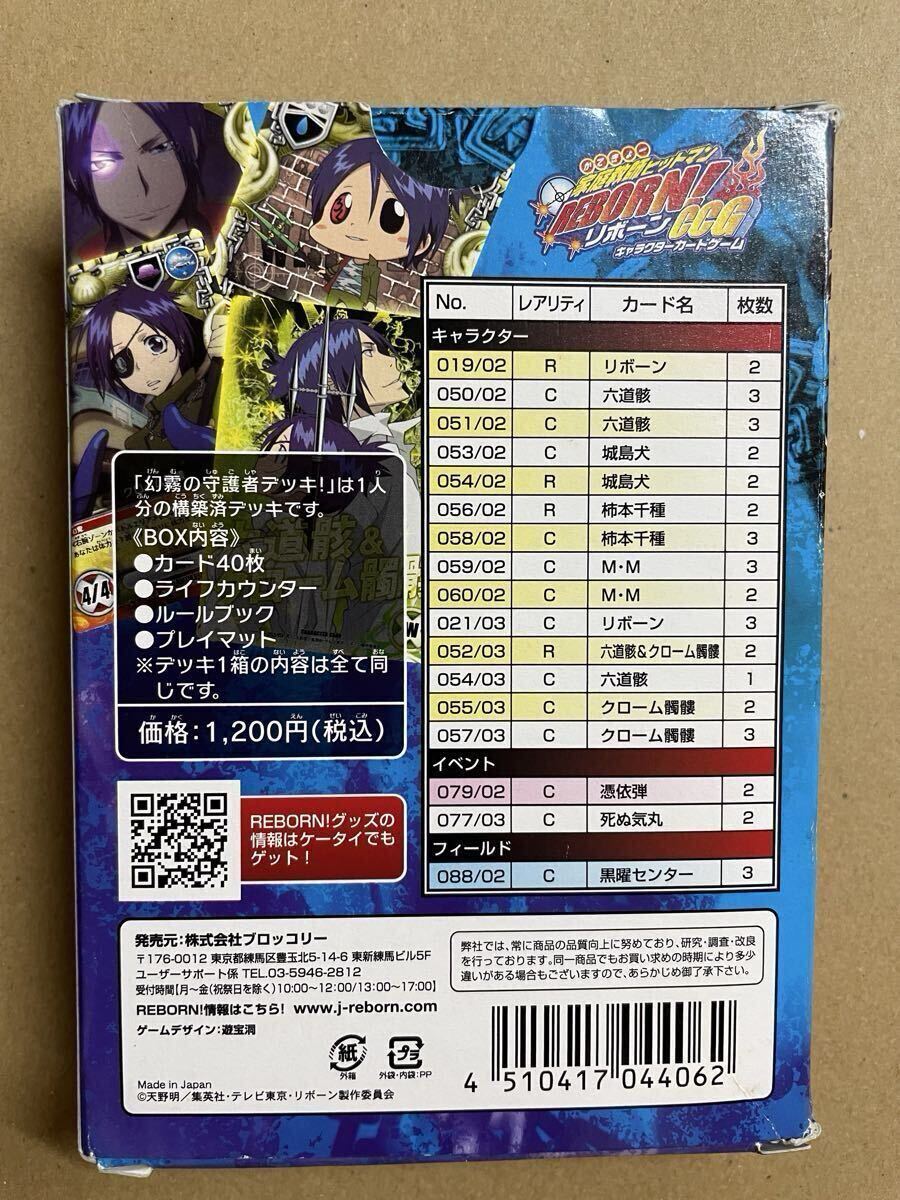 かてきょー
家庭教師ヒットマン
REBORN!
リボーン CCG
キャラクターカードゲーム
No. レアリティ カード名 枚数
キャラクター
019/02 R リボーン 2
050/02 C 六道骸 3
051/02 C 六道骸 3
053/02 C 城島犬 2
054/02 R 城島犬 2
056/02 R 柿本千種 2
058/02 C 柿本千種 3
059/02 C M・M 3
060/02 C M・M 2
021/03 C リボーン 3
052/03 R 六道骸&クローム髑髏 2
054/03 C 六道骸 1
055/03 C クローム髑髏 2
057/03 C クローム髑髏 3
イベント
079/02 C 憑依弾 2
077/03 C 死ぬ気丸 2
フィールド
088/02 C 黒曜センター 3
4/4
「幻霧の守護者デッキ!」は1人
分の構築済デッキです。
《BOX内容》
●カード40枚
●ライフカウンター
●ルールブック
●プレイマット
※デッキ1箱の内容は全て同
じです。
価格:1,200円(税込)
REBORN!グッズの
情報はケータイでも
ゲット!
発売元:株式会社ブロッコリー
〒176-0012 東京都練馬区豊玉北5-14-6 東新練馬ビル5F
ユーザーサポート係 TEL.03-5946-2812
受付時間【月〜金(祝祭日を除く)10:00〜12:00/13:00〜17:00】
REBORN!情報はこちら! www.j-reborn.com
ゲームデザイン:遊宝洞
弊社では、常に商品の品質向上に努めており、研究・調査・改良
を行っております。同一商品でもお買い求めの時期により多少
違いがある場合もございますので、あらかじめ御了承下さい。
紙
外箱
プラ
外袋・内袋:PP
4 510417 044062
Made in Japan
©天野明/集英社・テレビ東京・リボーン製作委員会